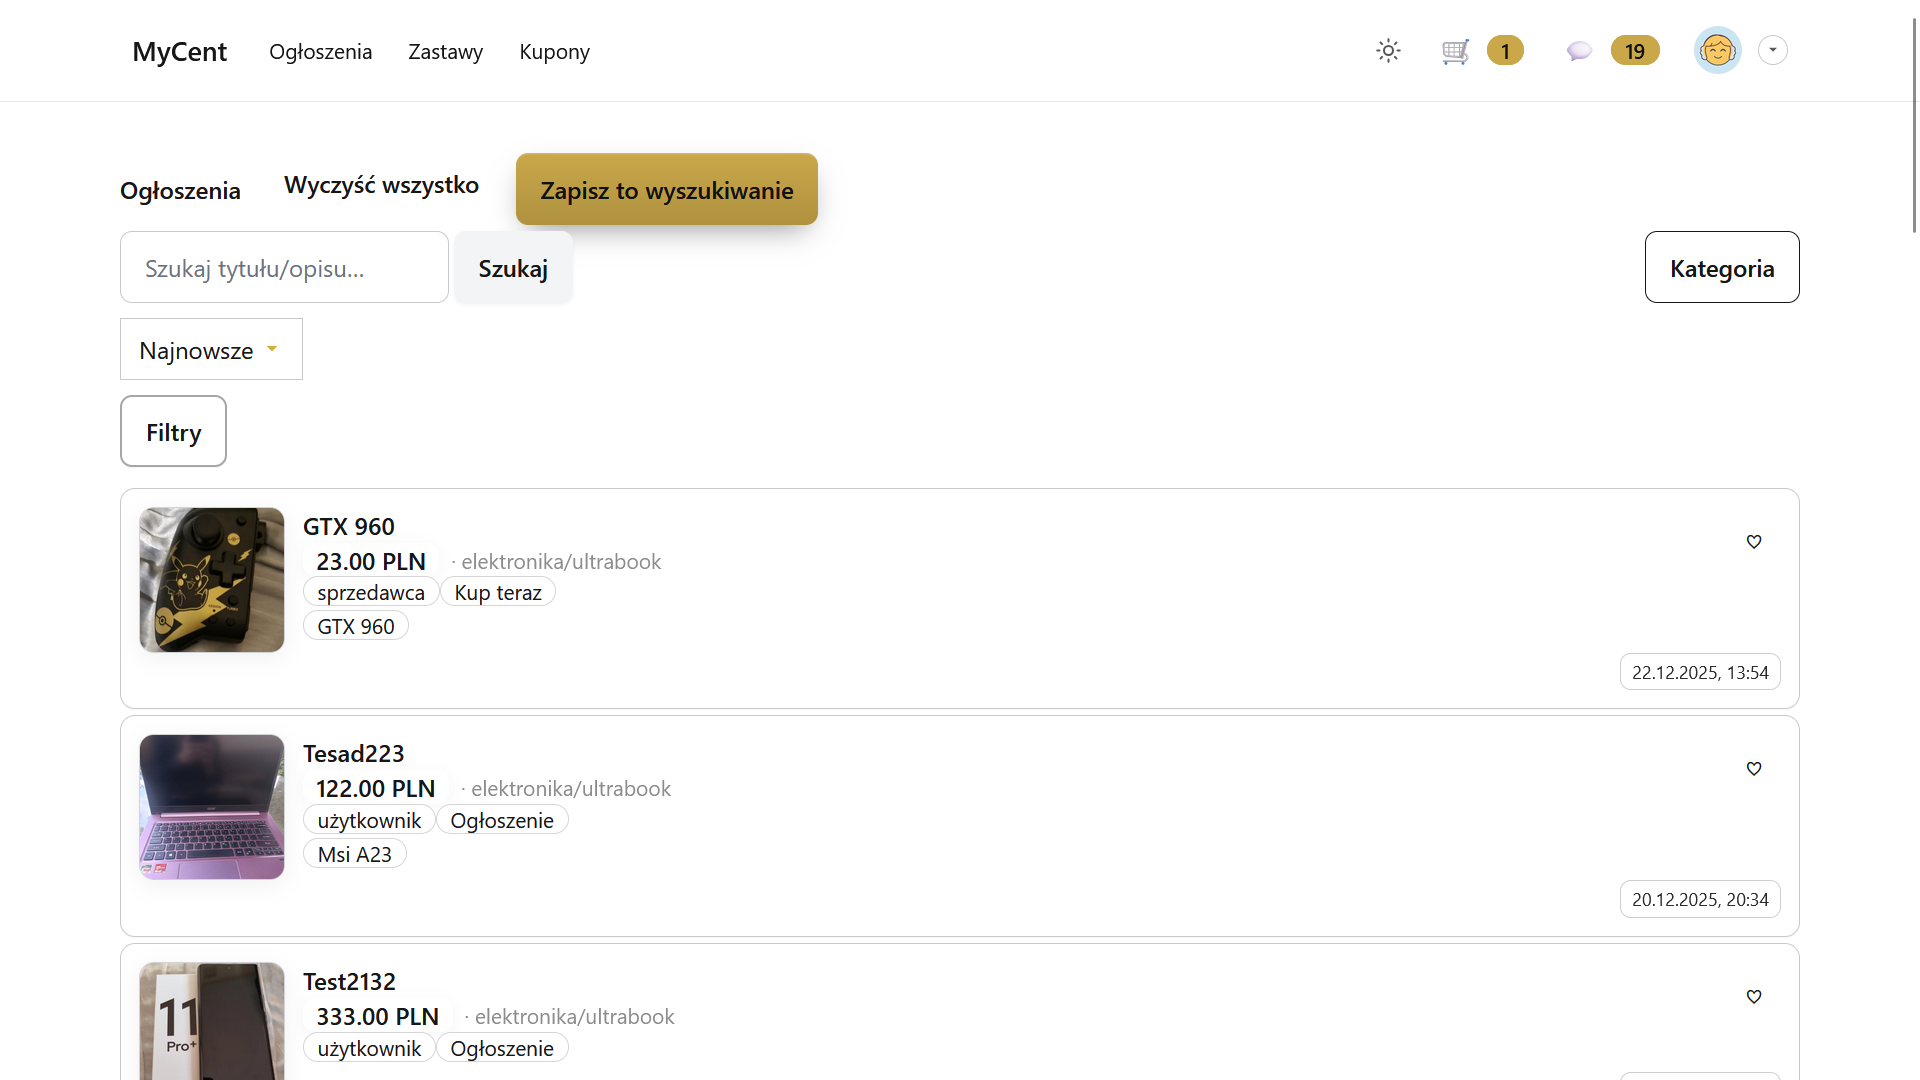 MyCent Ogłoszenia Zastawy Kupony 1 19
Ogłoszenia Wyczyść wszystko Zapisz to wyszukiwanie
Szukaj tytułu/opisu... Szukaj Kategoria
Najnowsze
Filtry
GTX 960
23.00 PLN · elektronika/ultrabook
sprzedawca Kup teraz
GTX 960
22.12.2025, 13:54
Tesad223
122.00 PLN · elektronika/ultrabook
użytkownik Ogłoszenie
Msi A23
20.12.2025, 20:34
Test2132
333.00 PLN · elektronika/ultrabook
użytkownik Ogłoszenie
11
Pro+